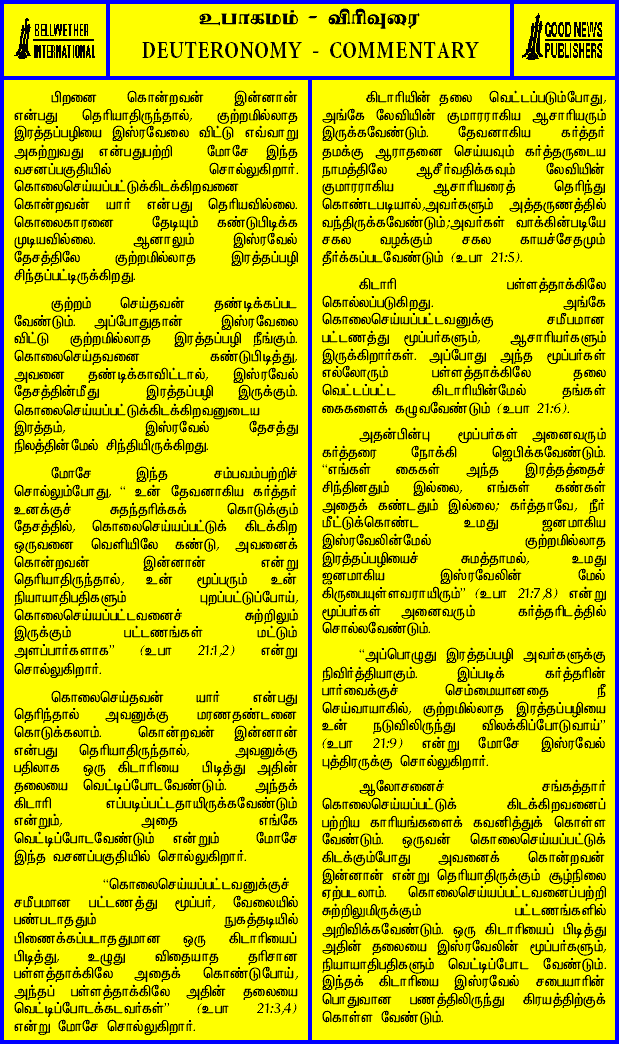 BELLWETHER
INTERNATIONAL
உபாகமம் - விரிவுரை
DEUTERONOMY - COMMENTARY
GOOD NEWS
PUBLISHERS
பிறனை கொன்றவன் இன்னான்
என்பது தெரியாதிருந்தால், குற்றமில்லாத
இரத்தப்பழியை இஸ்ரவேலை விட்டு எவ்வாறு
அகற்றுவது என்பதுபற்றி மோசே இந்த
வசனப்பகுதியில் சொல்லுகிறார்.
கொலைசெய்யப்பட்டுக்கிடக்கிறவனை
கொன்றவன் யார் என்பது தெரியவில்லை.
கொலைகாரனை தேடியும் கண்டுபிடிக்க
முடியவில்லை. ஆனாலும் இஸ்ரவேல்
தேசத்திலே குற்றமில்லாத இரத்தப்பழி
சிந்தப்பட்டிருக்கிறது.
குற்றம் செய்தவன் தண்டிக்கப்பட
வேண்டும். அப்போதுதான் இஸ்ரவேலை
விட்டு குற்றமில்லாத இரத்தப்பழி நீங்கும்.
கொலைசெய்தவனை கண்டுபிடித்து,
அவனை தண்டிக்காவிட்டால், இஸ்ரவேல்
தேசத்தின்மீது இரத்தப்பழி இருக்கும்.
கொலைசெய்யப்பட்டுக்கிடக்கிறவனுடைய
இரத்தம், இஸ்ரவேல் தேசத்து
நிலத்தின்மேல் சிந்தியிருக்கிறது.
மோசே இந்த சம்பவம்பற்றிச்
சொல்லும்போது, “ உன் தேவனாகிய கர்த்தர்
உனக்குச் சுதந்தரிக்கக் கொடுக்கும்
தேசத்தில், கொலைசெய்யப்பட்டுக் கிடக்கிற
ஒருவனை வெளியிலே கண்டு, அவனைக்
கொன்றவன் இன்னான் என்று
தெரியாதிருந்தால், உன் மூப்பரும் உன்
நியாயாதிபதிகளும் புறப்பட்டுப்போய்,
கொலைசெய்யப்பட்டவனைச் சுற்றிலும்
இருக்கும் பட்டணங்கள் மட்டும்
அளப்பார்களாக” (உபா 21:1,2) என்று
சொல்லுகிறார்.
கொலைசெய்தவன் யார் என்பது
தெரிந்தால் அவனுக்கு மரணதண்டனை
கொடுக்கலாம். கொன்றவன் இன்னான்
என்பது தெரியாதிருந்தால், அவனுக்கு
பதிலாக ஒரு கிடாரியை பிடித்து அதின்
தலையை வெட்டிப்போடவேண்டும். அந்தக்
கிடாரி எப்படிப்பட்டதாயிருக்கவேண்டும்
என்றும், அதை எங்கே
வெட்டிப்போடவேண்டும் என்றும் மோசே
இந்த வசனப்பகுதியில் சொல்லுகிறார்.
“கொலைசெய்யப்பட்டவனுக்குச்
சமீபமான பட்டணத்து மூப்பர், வேலையில்
பண்படாததும் நுகத்தடியில்
பிணைக்கப்படாததுமான ஒரு கிடாரியைப்
பிடித்து, உழுது விதையாத தரிசான
பள்ளத்தாக்கிலே அதைக் கொண்டுபோய்,
அந்தப் பள்ளத்தாக்கிலே அதின் தலையை
வெட்டிப்போடக்கடவர்கள்” (உபா 21:3,4)
என்று மோசே சொல்லுகிறார்.
கிடாரியின் தலை வெட்டப்படும்போது,
அங்கே லேவியின் குமாரராகிய ஆசாரியரும்
இருக்கவேண்டும். தேவனாகிய கர்த்தர்
தமக்கு ஆராதனை செய்யவும் கர்த்தருடைய
நாமத்திலே ஆசீர்வதிக்கவும் லேவியின்
குமாரராகிய ஆசாரியரைத் தெரிந்து
கொண்டபடியால்,அவர்களும் அத்தருணத்தில்
வந்திருக்கவேண்டும்;அவர்கள் வாக்கின்படியே
சகல வழக்கும் சகல காயச்சேதமும்
தீர்க்கப்படவேண்டும் (உபா 21:5).
கிடாரி பள்ளத்தாக்கிலே
கொல்லப்படுகிறது. அங்கே
கொலைசெய்யப்பட்டவனுக்கு சமீபமான
பட்டணத்து மூப்பர்களும், ஆசாரியர்களும்
இருக்கிறார்கள். அப்போது அந்த மூப்பர்கள்
எல்லோரும் பள்ளத்தாக்கிலே தலை
வெட்டப்பட்ட கிடாரியின்மேல் தங்கள்
கைகளைக் கழுவவேண்டும் (உபா 21:6).
அதன்பின்பு மூப்பர்கள் அனைவரும்
கர்த்தரை நோக்கி ஜெபிக்கவேண்டும்.
“எங்கள் கைகள் அந்த இரத்தத்தைச்
சிந்தினதும் இல்லை, எங்கள் கண்கள்
அதைக் கண்டதும் இல்லை; கர்த்தாவே, நீர்
மீட்டுக்கொண்ட உமது ஜனமாகிய
இஸ்ரவேலின்மேல் குற்றமில்லாத
இரத்தப்பழியைச் சுமத்தாமல், உமது
ஜனமாகிய இஸ்ரவேலின் மேல்
கிருபையுள்ளவராயிரும்” (உபா 21:7,8) என்று
மூப்பர்கள் அனைவரும் கர்த்தரிடத்தில்
சொல்லவேண்டும்.
“அப்பொழுது இரத்தப்பழி அவர்களுக்கு
நிவிர்த்தியாகும். இப்படிக் கர்த்தரின்
பார்வைக்குச் செம்மையானதை நீ
செய்வாயாகில், குற்றமில்லாத இரத்தப்பழியை
உன் நடுவிலிருந்து விலக்கிப்போடுவாய்”
(உபா 21:9) என்று மோசே இஸ்ரவேல்
புத்திரருக்கு சொல்லுகிறார்.
ஆலோசனைச் சங்கத்தார்
கொலைசெய்யப்பட்டுக் கிடக்கிறவனைப்
பற்றிய காரியங்களைக் கவனித்துக் கொள்ள
வேண்டும். ஒருவன் கொலைசெய்யப்பட்டுக்
கிடக்கும்போது அவனைக் கொன்றவன்
இன்னான் என்று தெரியாதிருக்கும் சூழ்நிலை
ஏற்படலாம். கொலைசெய்யப்பட்டவனைப்பற்றி
சுற்றிலுமிருக்கும் பட்டணங்களில்
அறிவிக்கவேண்டும். ஒரு கிடாரியைப் பிடித்து
அதின் தலையை இஸ்ரவேலின் மூப்பர்களும்,
நியாயாதிபதிகளும் வெட்டிப்போட வேண்டும்.
இந்தக் கிடாரியை இஸ்ரவேல் சபையாரின்
பொதுவான பணத்திலிருந்து கிரயத்திற்குக்
கொள்ள வேண்டும்.